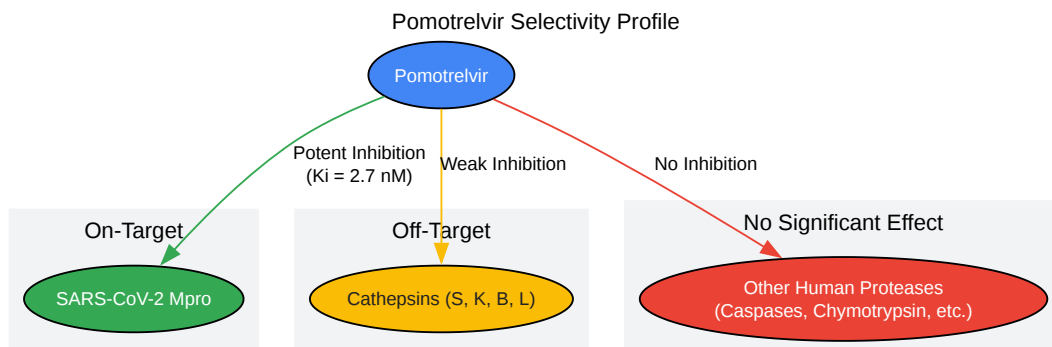 Pomotrelvir Selectivity Profile
Pomotrelvir
Potent Inhibition
(Ki = 2.7 nM)
Weak Inhibition
No Inhibition
On-Target
Off-Target
No Significant Effect
SARS-CoV-2 Mpro
Cathepsins (S, K, B, L)
Other Human Proteases
(Caspases, Chymotrypsin, etc.)